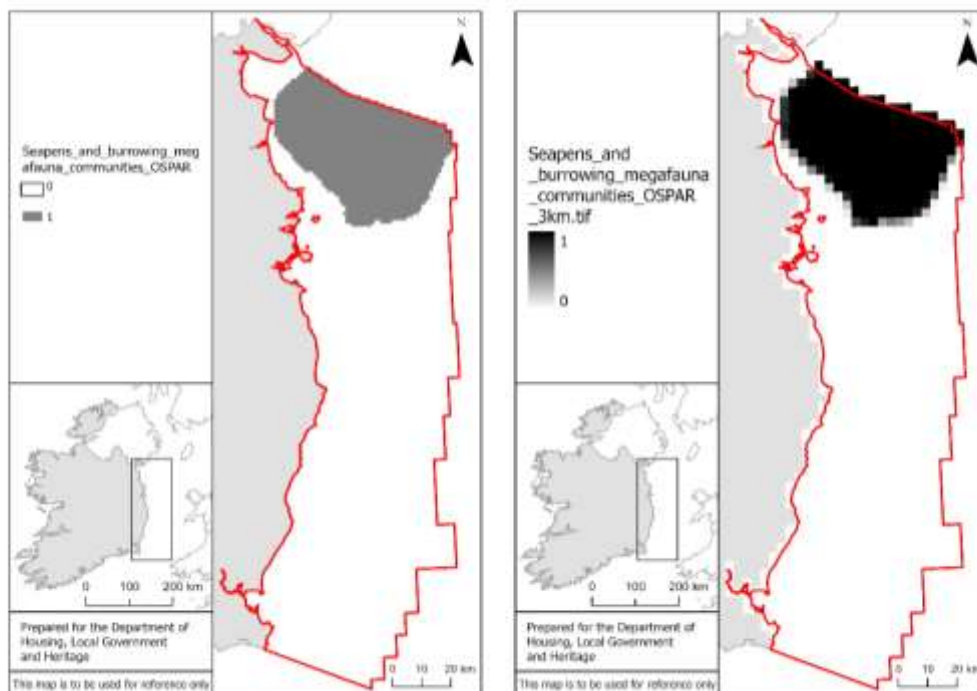 N
Seapens_and_burrowing_meg
afauna_communities_OSPAR
0
1
0 100 200 km
Prepared for the Department of
Housing, Local Government
and Heritage
This map is to be used for reference only
0 20 km
N
Seapens_and
_burrowing_megafauna
_communities_OSPAR
_3km.tif
1
0
0 100 200 km
Prepared for the Department of
Housing, Local Government
and Heritage
This map is to be used for reference only
0 20 km